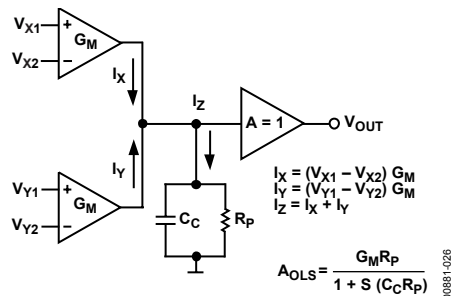 VX1 +
GM
VX2 −
IX
IZ
A = 1
VOUT
IY
VY1 +
GM
VY2 −
CC
RP
IX = (VX1 − VX2) GM
IY = (VY1 − VY2) GM
IZ = IX + IY
AOLS = GMRP
1 + S (CCRP)
00881-026